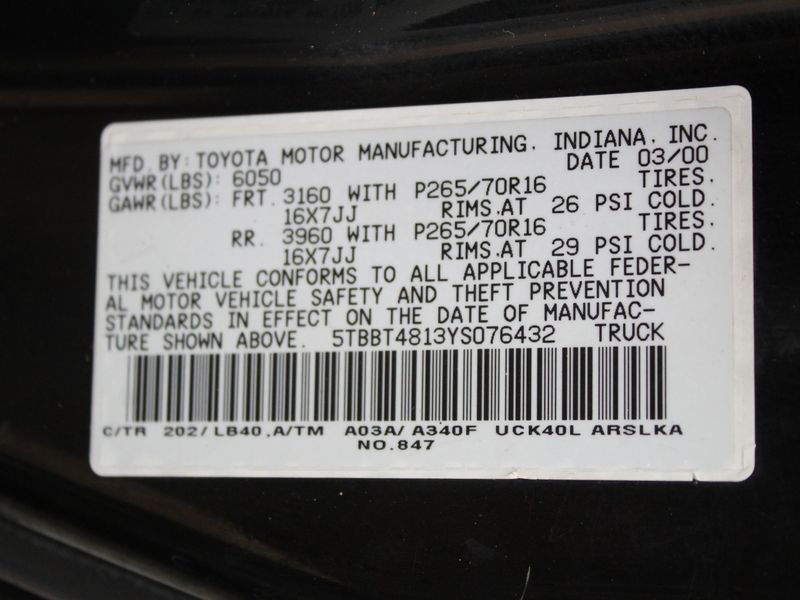 MFD. BY: TOYOTA MOTOR MANUFACTURING, INDIANA, INC.
DATE 03/00
GVWR(LBS): 6050
GAWR(LBS): FRT. 3160 WITH P265/70R16 TIRES.
16X7JJ RIMS.AT 26 PSI COLD.
RR. 3960 WITH P265/70R16 TIRES.
16X7JJ RIMS.AT 29 PSI COLD.
THIS VEHICLE CONFORMS TO ALL APPLICABLE FEDER-
AL MOTOR VEHICLE SAFETY AND THEFT PREVENTION
STANDARDS IN EFFECT ON THE DATE OF MANUFAC-
TURE SHOWN ABOVE. 5TBBT4813YS076432 TRUCK
C/TR 202/LB40,A/TM A03A/A340F UCK40L ARSLKA
NO.847